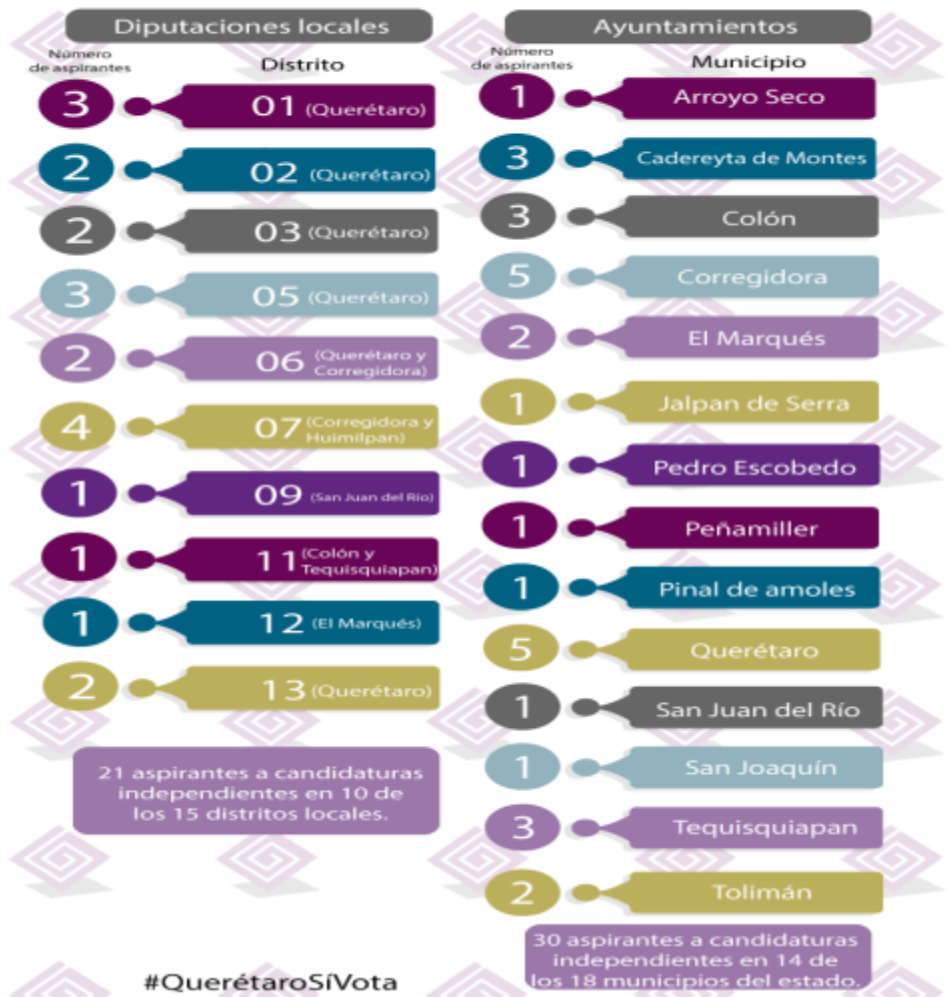 Diputaciones locales
Número
de aspirantes
Distrito
3
01 (Querétaro)
2
02 (Querétaro)
2
03 (Querétaro)
3
05 (Querétaro)
2
06 (Querétaro y
Corregidora)
4
07 (Corregidora y
Huimilpan)
1
09 (San Juan del Río)
1
11 (Colón y
Tequisquiapan)
1
12 (El Marqués)
2
13 (Querétaro)
21 aspirantes a candidaturas
independientes en 10 de
los 15 distritos locales.
#QuerétaroSíVota
Ayuntamientos
Número
de aspirantes
Municipio
1
Arroyo Seco
3
Cadereyta de Montes
3
Colón
5
Corregidora
2
El Marqués
1
Jalpan de Serra
1
Pedro Escobedo
1
Peñamiller
1
Pinal de amoles
5
Querétaro
1
San Juan del Río
1
San Joaquín
3
Tequisquiapan
2
Tolimán
30 aspirantes a candidaturas
independientes en 14 de
los 18 municipios del estado.